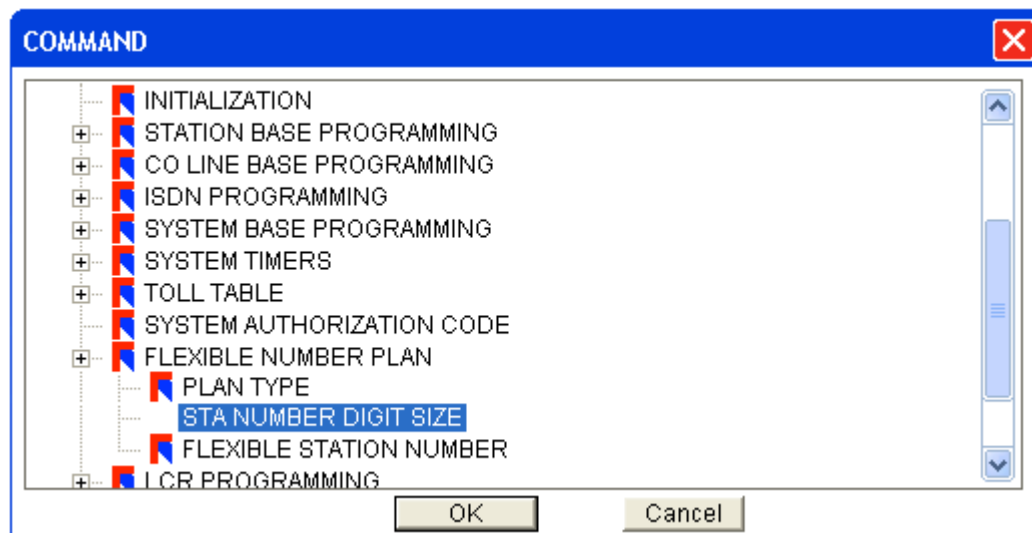 COMMAND
INITIALIZATION
STATION BASE PROGRAMMING
CO LINE BASE PROGRAMMING
ISDN PROGRAMMING
SYSTEM BASE PROGRAMMING
SYSTEM TIMERS
TOLL TABLE
SYSTEM AUTHORIZATION CODE
FLEXIBLE NUMBER PLAN
PLAN TYPE
STA NUMBER DIGIT SIZE
FLEXIBLE STATION NUMBER
LCR PROGRAMMING
OK Cancel